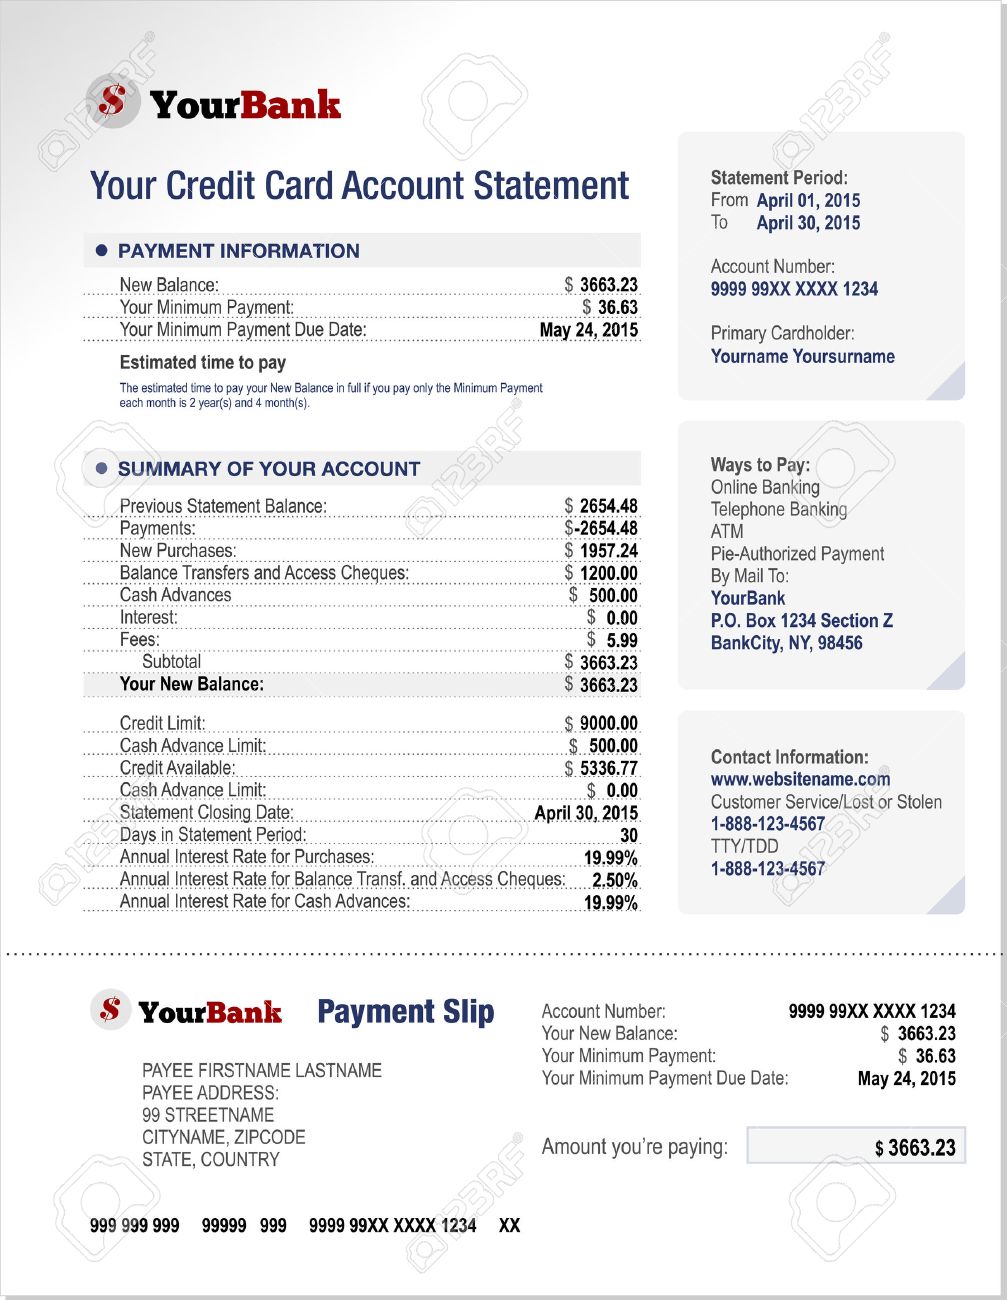 $ YourBank
Your Credit Card Account Statement
PAYMENT INFORMATION
New Balance: $ 3663.23
Your Minimum Payment: $ 36.63
Your Minimum Payment Due Date: May 24, 2015
Estimated time to pay
The estimated time to pay your New Balance in full if you pay only the Minimum Payment
each month is 2 year(s) and 4 month(s).
SUMMARY OF YOUR ACCOUNT
Previous Statement Balance: $ 2654.48
Payments: $-2654.48
New Purchases: $ 1957.24
Balance Transfers and Access Cheques: $ 1200.00
Cash Advances $ 500.00
Interest: $ 0.00
Fees: $ 5.99
Subtotal $ 3663.23
Your New Balance: $ 3663.23
Credit Limit: $ 9000.00
Cash Advance Limit: $ 500.00
Credit Available: $ 5336.77
Cash Advance Limit: $ 0.00
Statement Closing Date: April 30, 2015
Days in Statement Period: 30
Annual Interest Rate for Purchases: 19.99%
Annual Interest Rate for Balance Transf. and Access Cheques: 2.50%
Annual Interest Rate for Cash Advances: 19.99%
Statement Period:
From April 01, 2015
To April 30, 2015
Account Number:
9999 99XX XXXX 1234
Primary Cardholder:
Yourname Yoursurname
Ways to Pay:
Online Banking
Telephone Banking
ATM
Pie-Authorized Payment
By Mail To:
YourBank
P.O. Box 1234 Section Z
BankCity, NY, 98456
Contact Information:
www.websitename.com
Customer Service/Lost or Stolen
1-888-123-4567
TTY/TDD
1-888-123-4567
$ YourBank Payment Slip
PAYEE FIRSTNAME LASTNAME
PAYEE ADDRESS:
99 STREETNAME
CITYNAME, ZIPCODE
STATE, COUNTRY
Account Number: 9999 99XX XXXX 1234
Your New Balance: $ 3663.23
Your Minimum Payment: $ 36.63
Your Minimum Payment Due Date: May 24, 2015
Amount you're paying: $ 3663.23
999 999 999 99999 999 9999 99XX XXXX 1234 XX
123RF
123RF
123RF
123RF
123RF
123RF